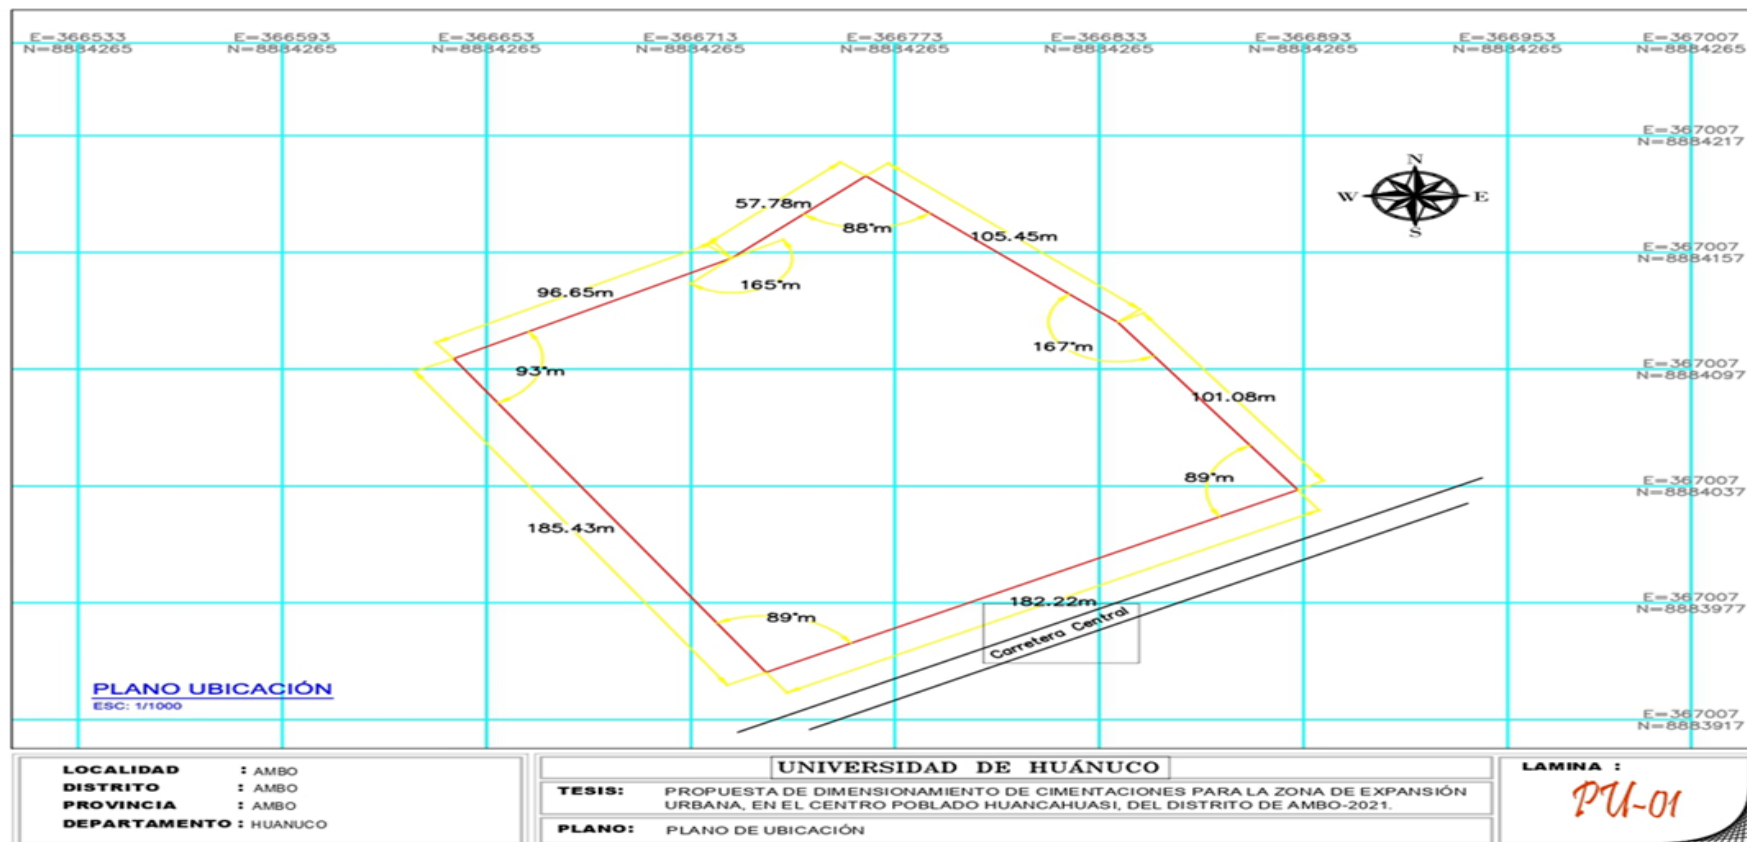 E=366533 E=366593 E=366653 E=366713 E=366773 E=366833 E=366893 E=366953 E=367007
N=8884265 N=8884265 N=8884265 N=8884265 N=8884265 N=8884265 N=8884265 N=8884265 N=8884265
E=367007
N=8884217
N
W E
S
57.78m
88°m
105.45m
E=367007
N=8884157
165°m
96.65m
167°m
93°m
E=367007
N=8884097
101.08m
89°m
E=367007
N=8884037
185.43m
182.22m
E=367007
N=8883977
89°m
Carretera Central
PLANO UBICACIÓN
ESC: 1/1000
E=367007
N=8883917
LOCALIDAD : AMBO
DISTRITO : AMBO
PROVINCIA : AMBO
DEPARTAMENTO : HUANUCO
UNIVERSIDAD DE HUÁNUCO
TESIS: PROPUESTA DE DIMENSIONAMIENTO DE CIMENTACIONES PARA LA ZONA DE EXPANSIÓN
URBANA, EN EL CENTRO POBLADO HUANCAHUASI, DEL DISTRITO DE AMBO-2021.
PLANO: PLANO DE UBICACIÓN
LAMINA :
PU-01